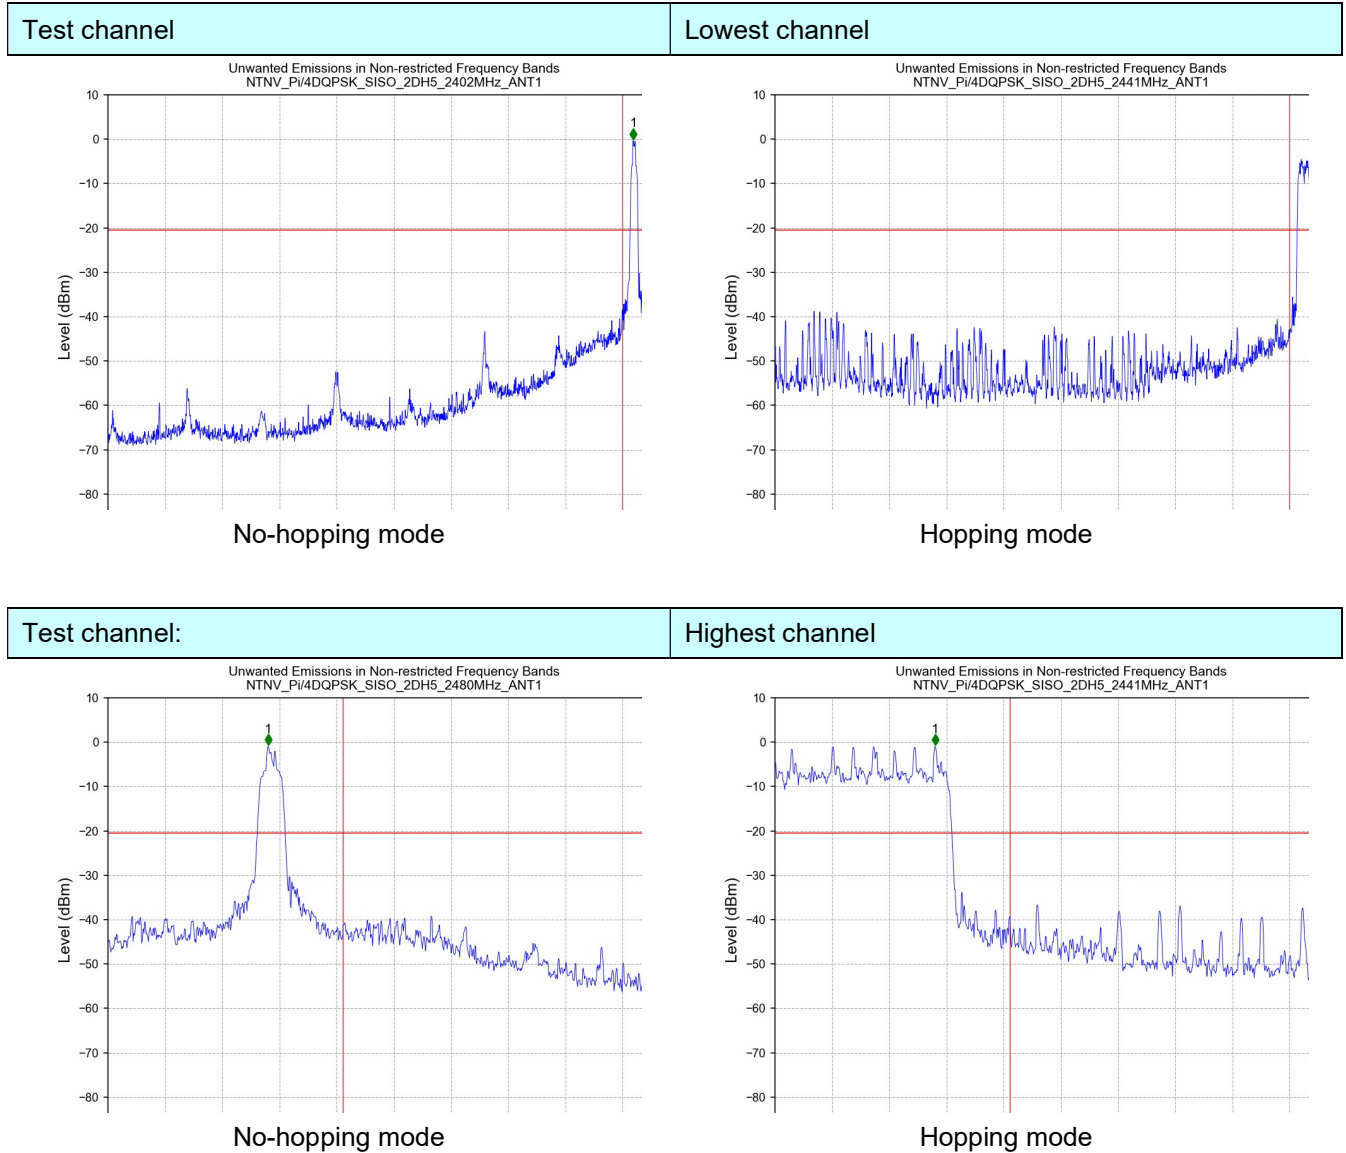 Test channel
Lowest channel
Unwanted Emissions in Non-restricted Frequency Bands
NTNV_Pi/4DQPSK_SISO_2DH5_2402MHz_ANT1
10
0
−10
−20
−30
−40
−50
−60
−70
−80
Level (dBm)
1
No-hopping mode
Unwanted Emissions in Non-restricted Frequency Bands
NTNV_Pi/4DQPSK_SISO_2DH5_2441MHz_ANT1
10
0
−10
−20
−30
−40
−50
−60
−70
−80
Level (dBm)
Hopping mode
Test channel:
Highest channel
Unwanted Emissions in Non-restricted Frequency Bands
NTNV_Pi/4DQPSK_SISO_2DH5_2480MHz_ANT1
10
0
−10
−20
−30
−40
−50
−60
−70
−80
Level (dBm)
1
No-hopping mode
Unwanted Emissions in Non-restricted Frequency Bands
NTNV_Pi/4DQPSK_SISO_2DH5_2441MHz_ANT1
10
0
−10
−20
−30
−40
−50
−60
−70
−80
Level (dBm)
1
Hopping mode